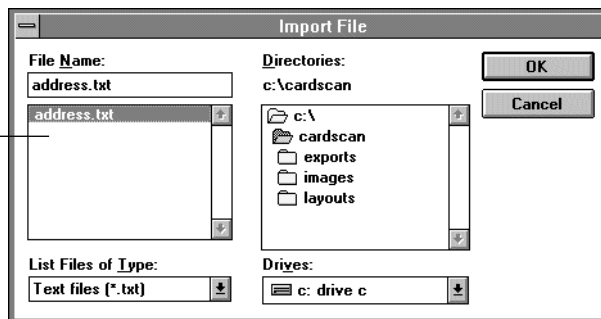 Import File
File Name:
address.txt
address.txt
List Files of Type:
Text files (*.txt)
Directories:
c:\cardscan
c:\
cardscan
exports
images
layouts
Drives:
c: drive c
OK
Cancel